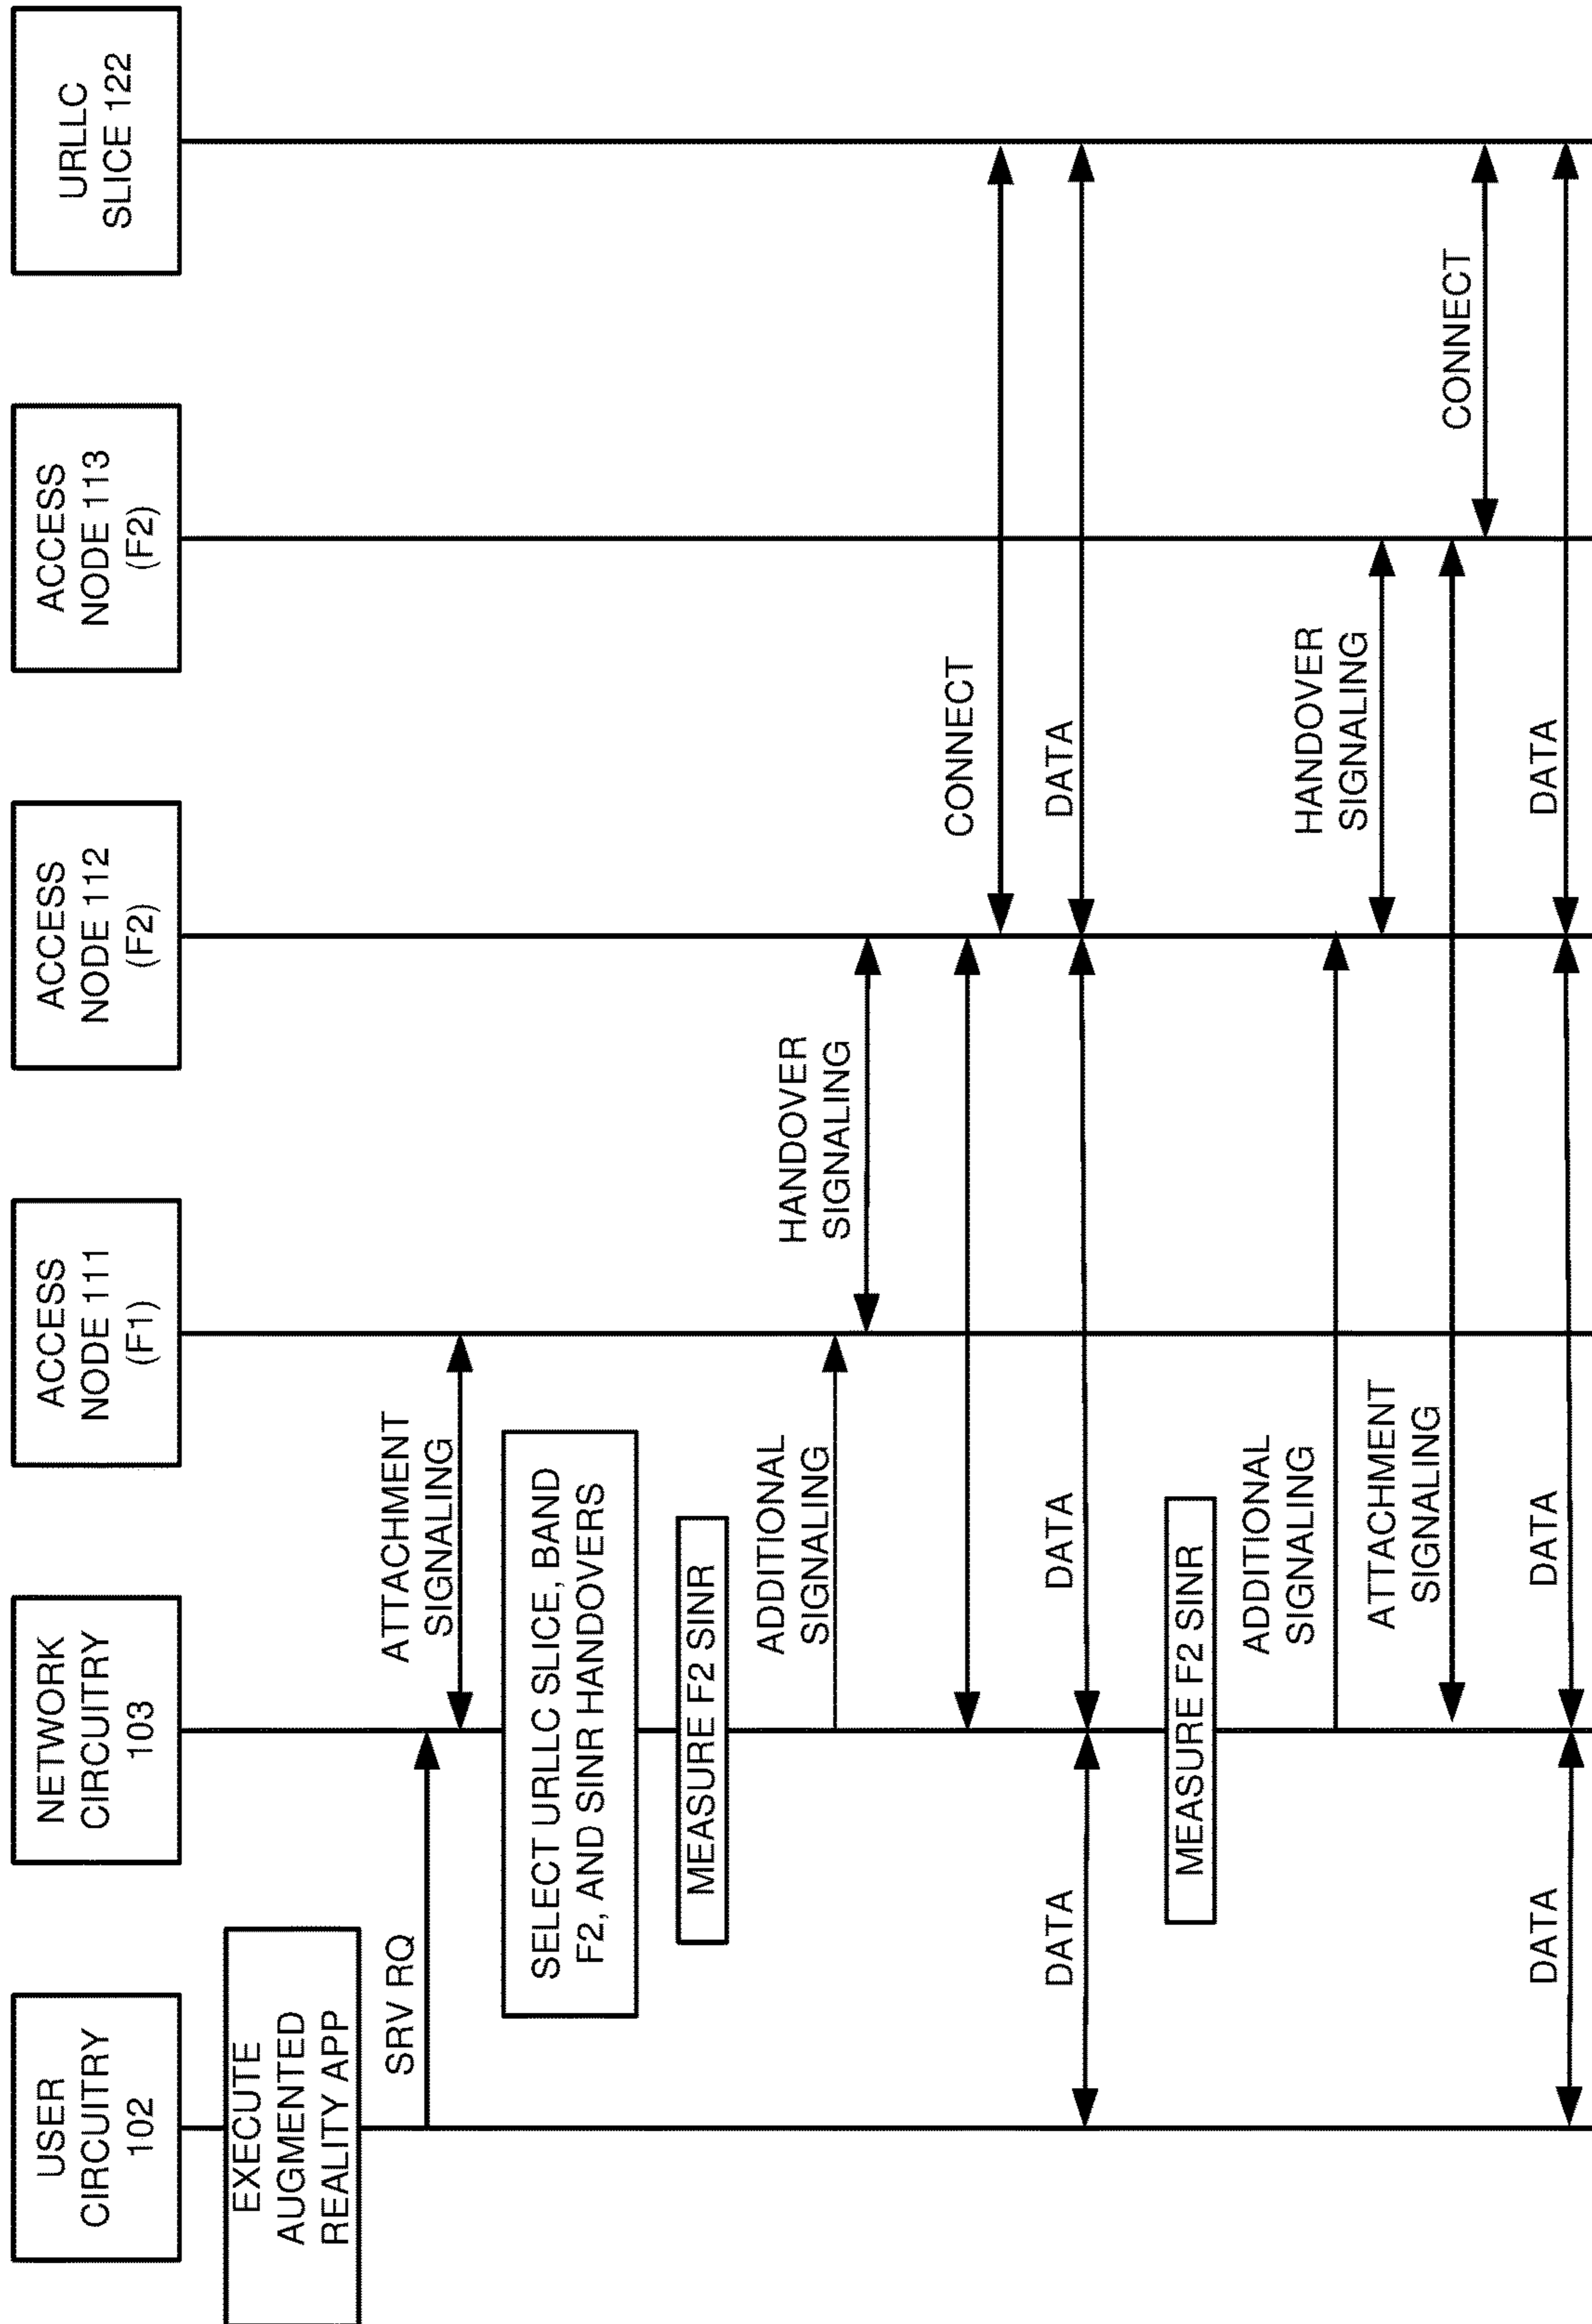 USER
CIRCUITRY
102
NETWORK
CIRCUITRY
103
ACCESS
NODE 111
(F1)
ACCESS
NODE 112
(F2)
ACCESS
NODE 113
(F2)
URLLC
SLICE 122
EXECUTE
AUGMENTED
REALITY APP
SRV RQ
ATTACHMENT
SIGNALING
SELECT URLLC SLICE, BAND
F2, AND SINR HANDOVERS
MEASURE F2 SINR
ADDITIONAL
SIGNALING
HANDOVER
SIGNALING
CONNECT
DATA
DATA
DATA
MEASURE F2 SINR
ADDITIONAL
SIGNALING
HANDOVER
SIGNALING
ATTACHMENT
SIGNALING
CONNECT
DATA
DATA
DATA